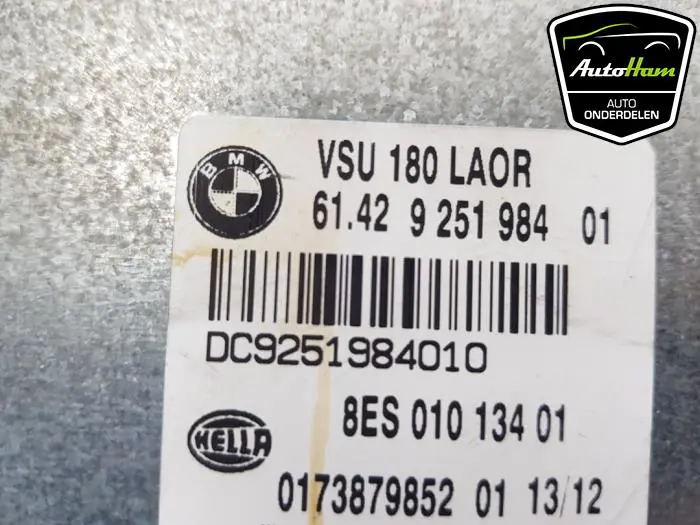 AutoHam
AUTO
ONDERDELEN
BMW
VSU 180 LAOR
61.42 9 251 984 01
DC9251984010
HELLA
8ES 010 134 01
0173879852 01 13/12